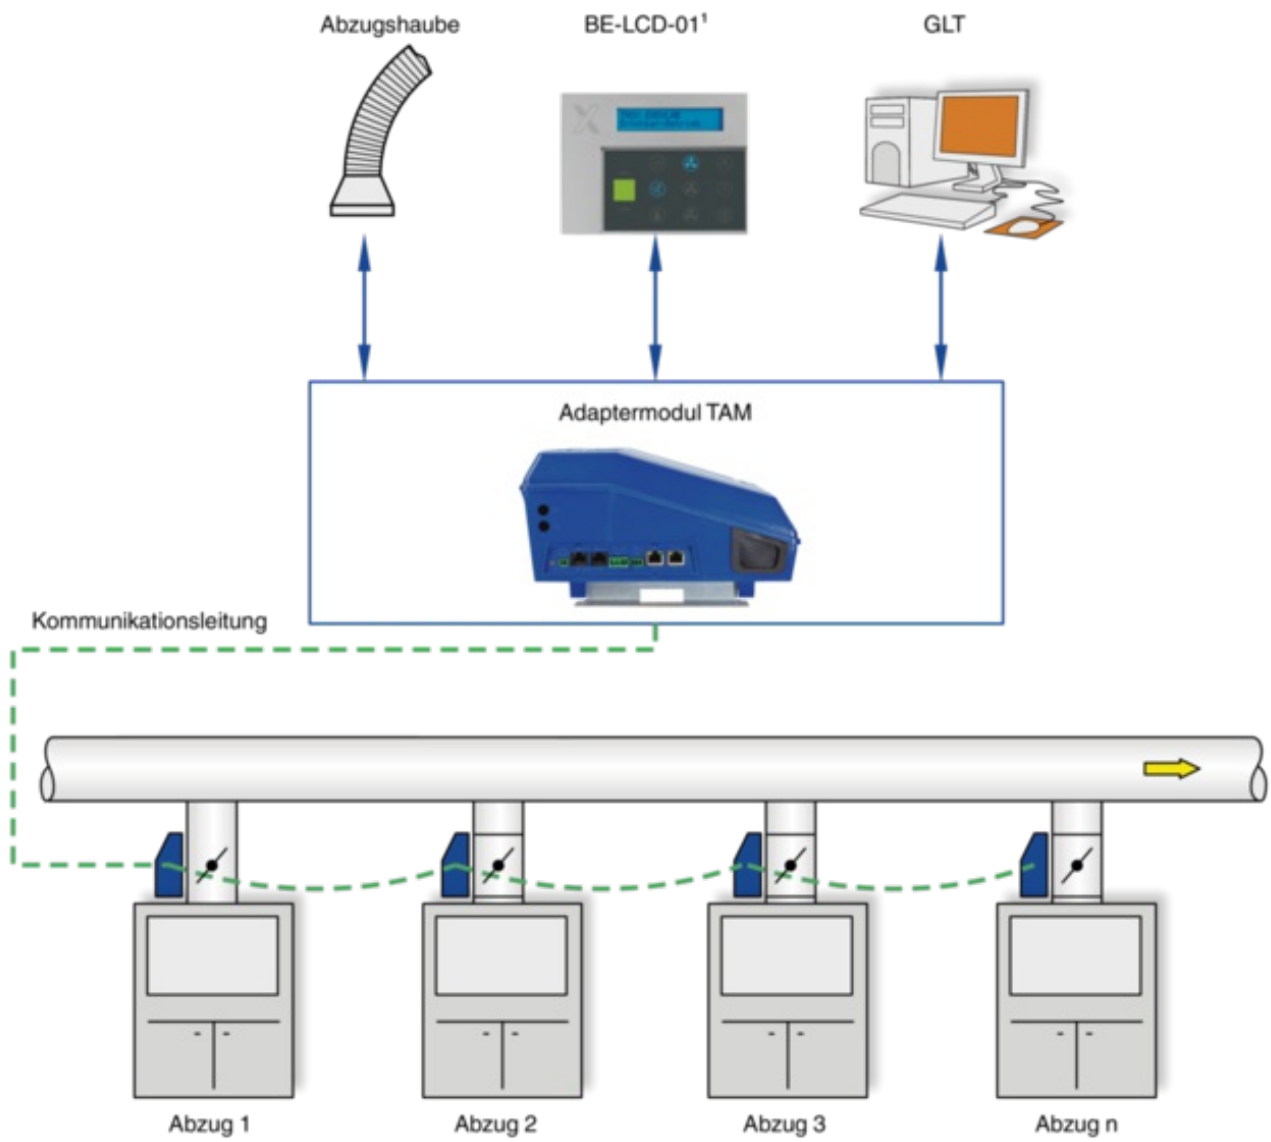 Abzugshaube
BE-LCD-01¹
GLT
Adaptermodul TAM
Kommunikationsleitung
Abzug 1
Abzug 2
Abzug 3
Abzug n